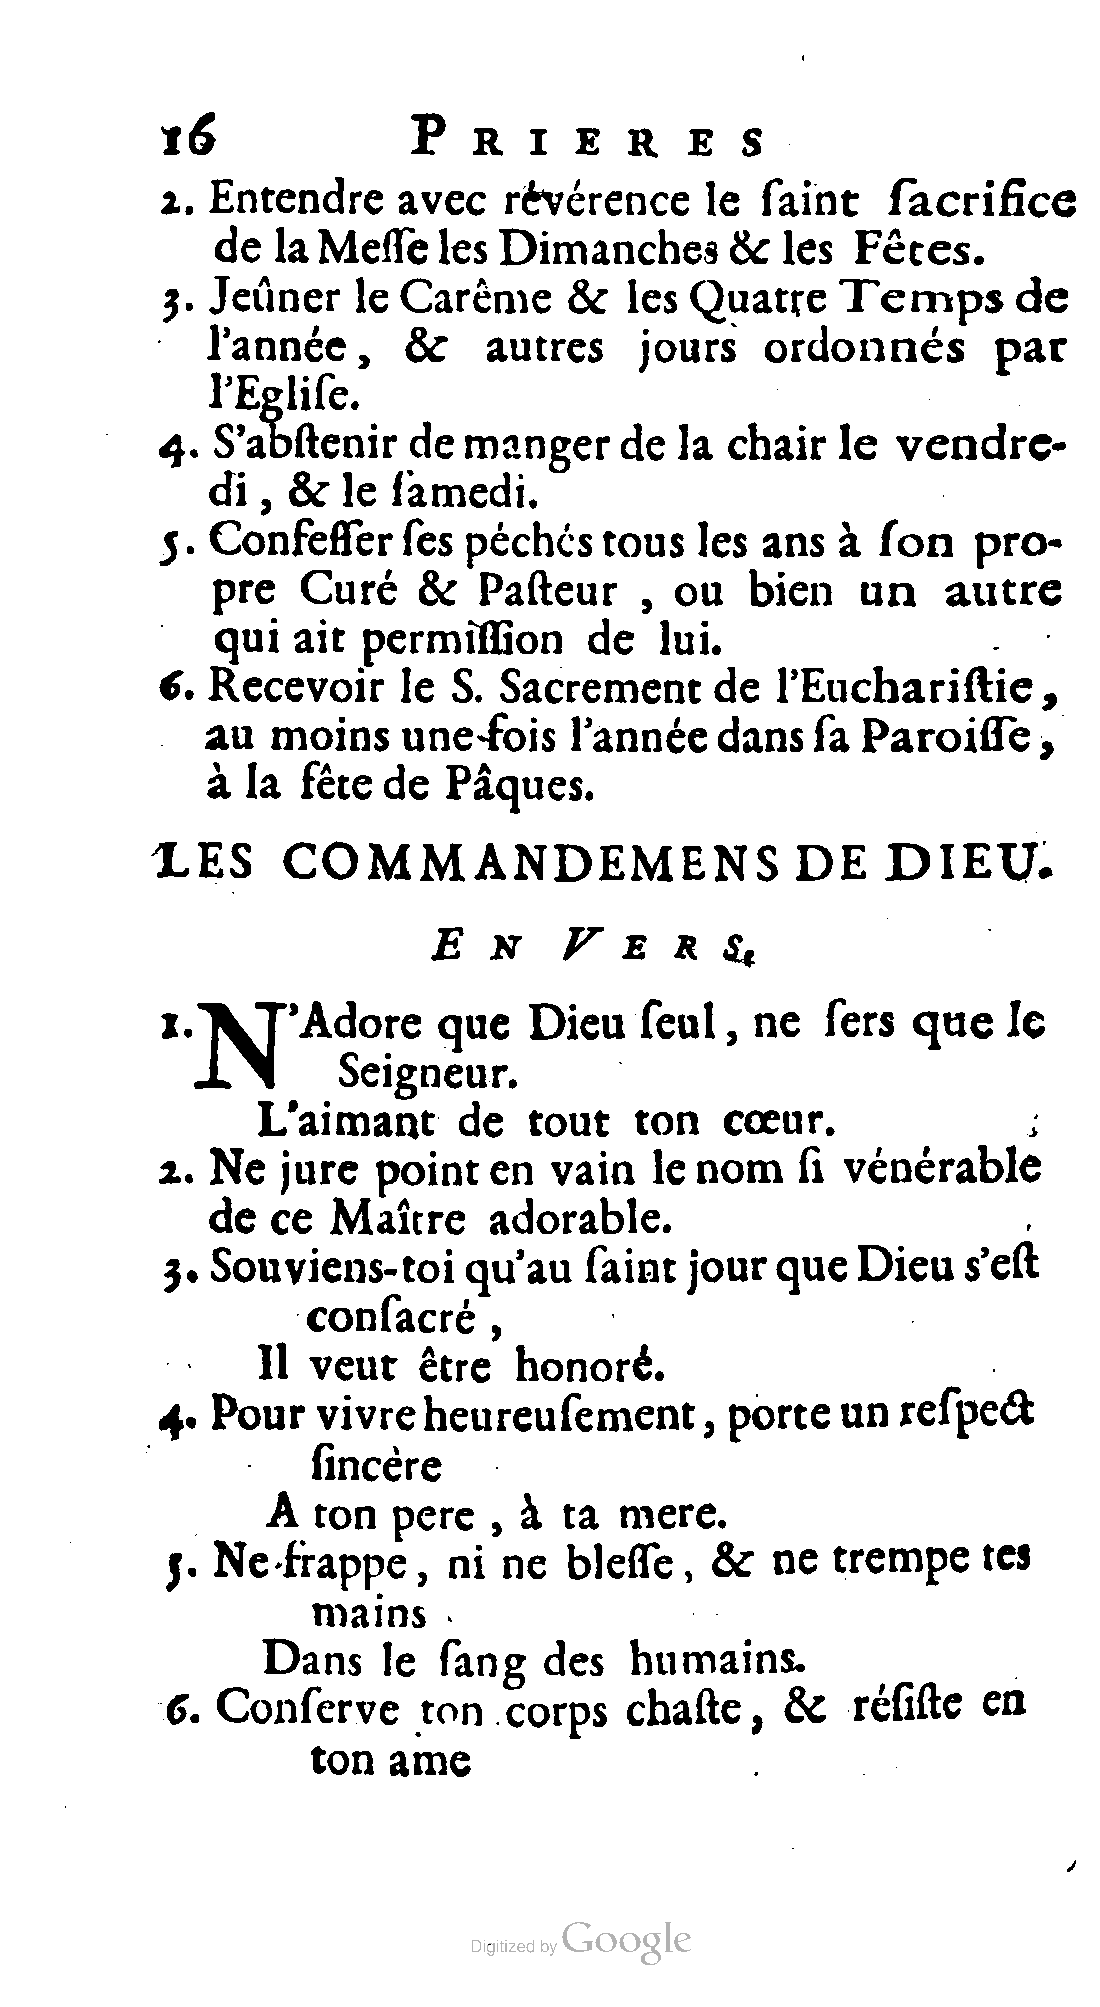 16 PRIERES
2. Entendre avec révérence le ſaint ſacrifice
de la Meſſe les Dimanches & les Fêtes.
3. Jeûner le Carême & les Quatre Temps de
l'année, & autres jours ordonnés par
l'Egliſe.
4. S'abſtenir de manger de la chair le vendre-
di, & le ſamedi.
5. Confeſſer ſes péchés tous les ans à ſon pro-
pre Curé & Paſteur, ou bien un autre
qui ait permiſſion de lui.
6. Recevoir le S. Sacrement de l'Euchariſtie,
au moins une-fois l'année dans ſa Paroiſſe,
à la fête de Pâques.
LES COMMANDEMENS DE DIEU.
EN VERS.
1. N'Adore que Dieu ſeul, ne ſers que le
Seigneur.
L'aimant de tout ton cœur.
2. Ne jure point en vain le nom ſi vénérable
de ce Maître adorable.
3. Souviens-toi qu'au ſaint jour que Dieu s'eſt
conſacré,
Il veut être honoré.
4. Pour vivre heureuſement, porte un reſpect
ſincère
A ton pere, à ta mere.
5. Ne frappe, ni ne bleſſe, & ne trempe tes
mains
Dans le ſang des humains.
6. Conſerve ton corps chaſte, & réſiſte en
ton ame
Digitized by Google